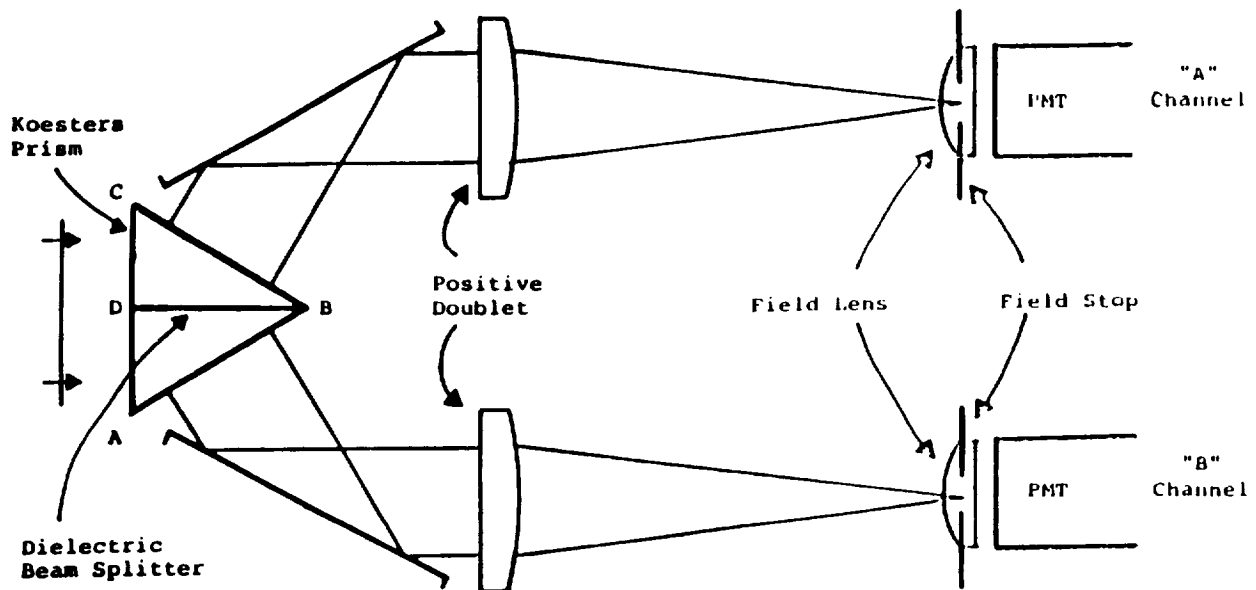 "A"
Channel
PMT
Koesters
Prism
C
D
B
A
Positive
Doublet
Field Lens
Field Stop
"B"
Channel
PMT
Dielectric
Beam Splitter